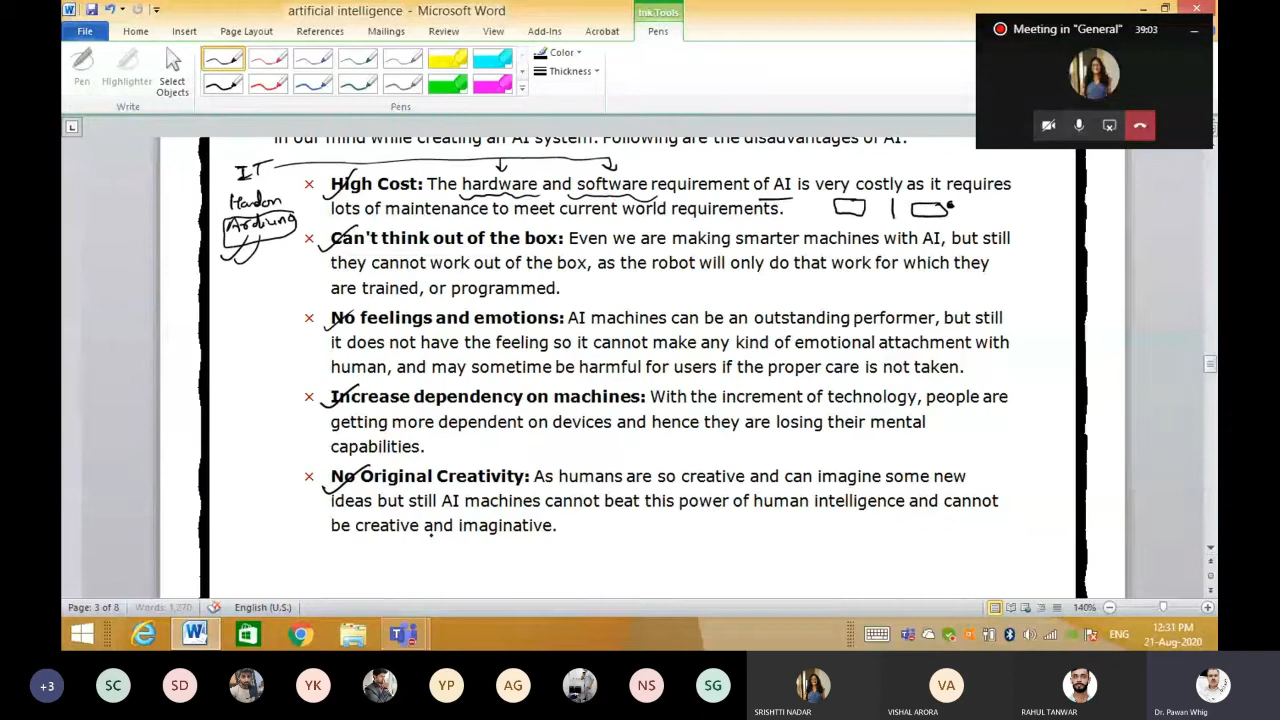 artificial intelligence - Microsoft Word
Ink Tools
File Home Insert Page Layout References Mailings Review View Add-Ins Acrobat Pens
Meeting in "General" 39:03
Pen Highlighter Select Objects
Color
Thickness
Write Pens
in our mind while creating an AI system. Following are the disadvantages of AI.
IT
× High Cost: The hardware and software requirement of AI is very costly as it requires
lots of maintenance to meet current world requirements.
× Can't think out of the box: Even we are making smarter machines with AI, but still
they cannot work out of the box, as the robot will only do that work for which they
are trained, or programmed.
× No feelings and emotions: AI machines can be an outstanding performer, but still
it does not have the feeling so it cannot make any kind of emotional attachment with
human, and may sometime be harmful for users if the proper care is not taken.
× Increase dependency on machines: With the increment of technology, people are
getting more dependent on devices and hence they are losing their mental
capabilities.
× No Original Creativity: As humans are so creative and can imagine some new
ideas but still AI machines cannot beat this power of human intelligence and cannot
be creative and imaginative.
Page: 3 of 8 Words: 1,270 English (U.S.) 140%
ENG
12:31 PM
21-Aug-2020
+3 SC SD YK YP AG NS SG VA
SRISHTTI NADAR VISHAL ARORA RAHUL TANWAR Dr. Pawan Whig